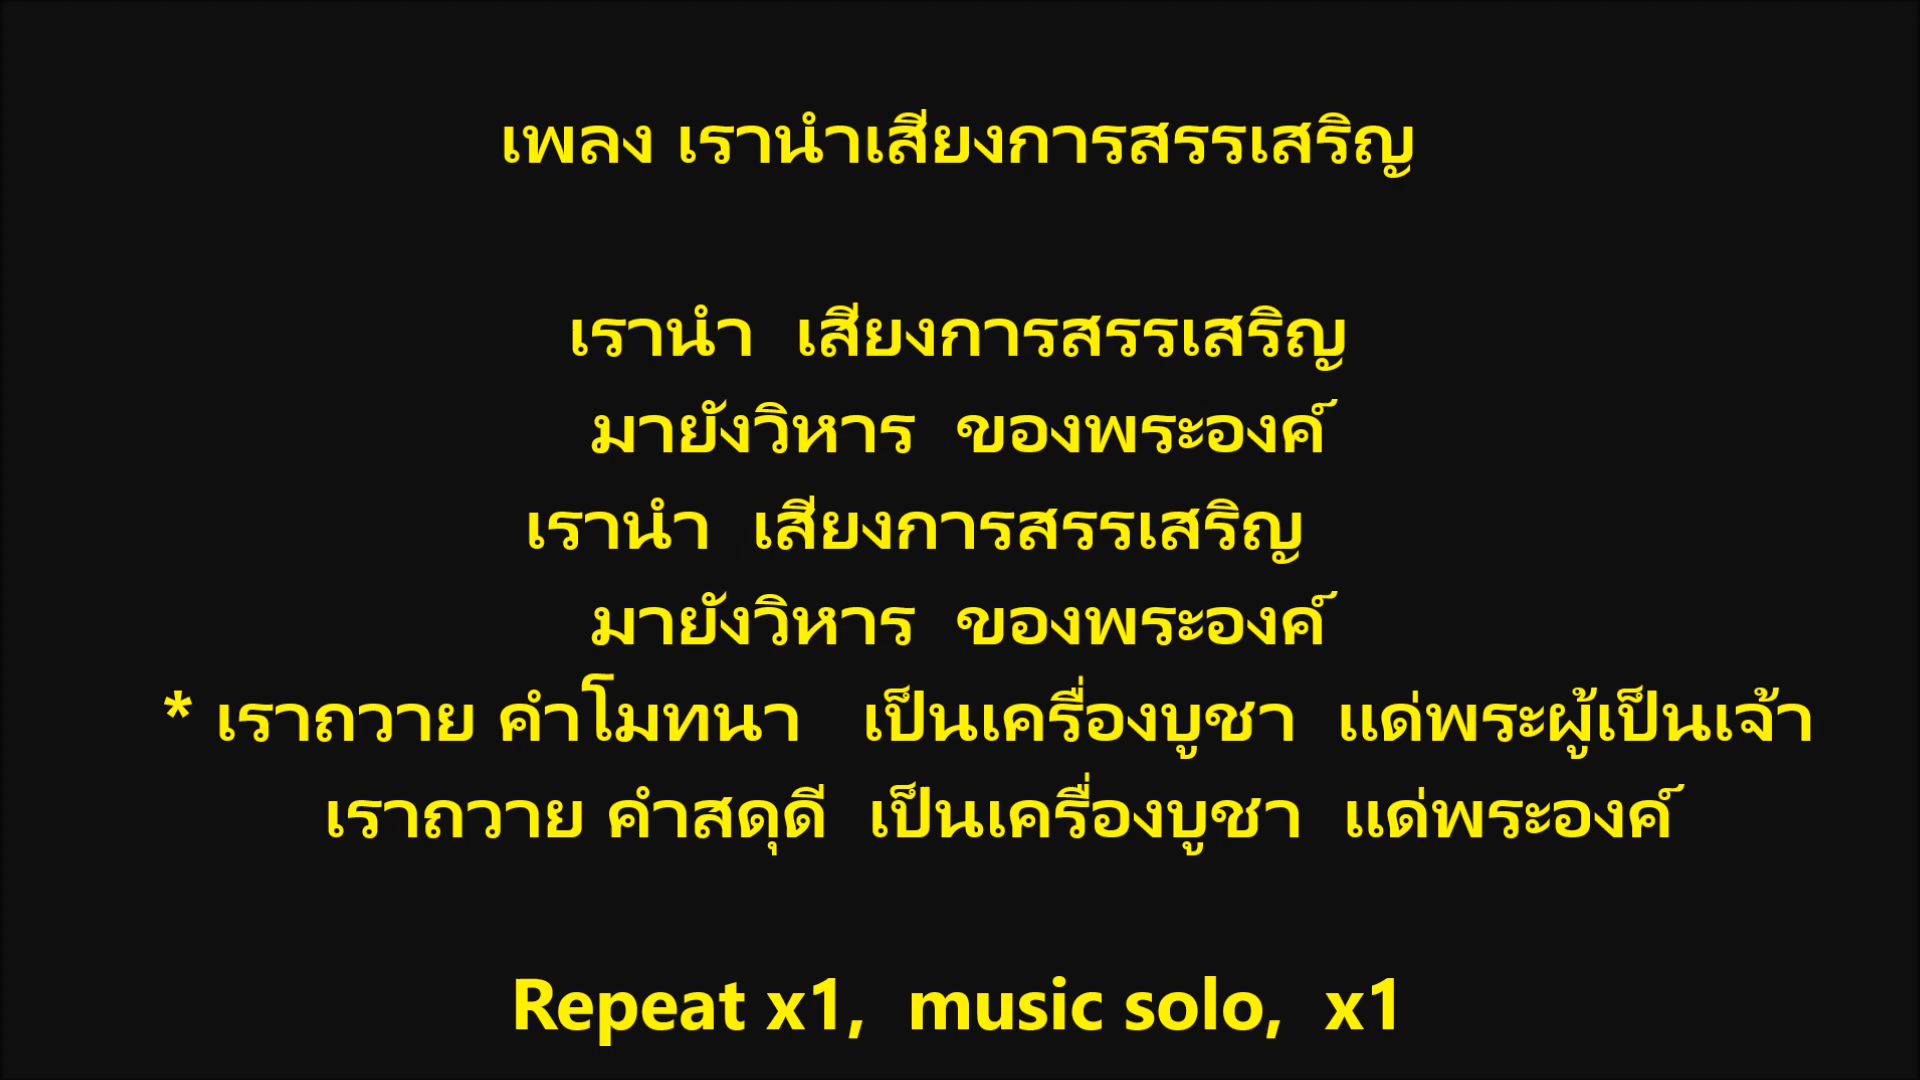 เพลง เรานำเสียงการสรรเสริญ
เรานำ เสียงการสรรเสริญ
มายังวิหาร ของพระองค์
เรานำ เสียงการสรรเสริญ
มายังวิหาร ของพระองค์
* เราถวาย คำโมทนา เป็นเครื่องบูชา แด่พระผู้เป็นเจ้า
เราถวาย คำสดุดี เป็นเครื่องบูชา แด่พระองค์
Repeat x1, music solo, x1